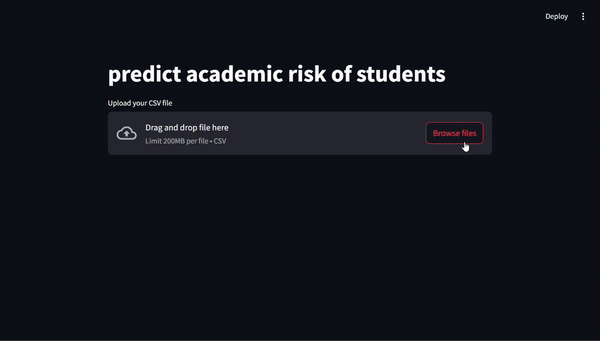 Deploy
predict academic risk of students
Upload your CSV file
Drag and drop file here
Limit 200MB per file • CSV
Browse files